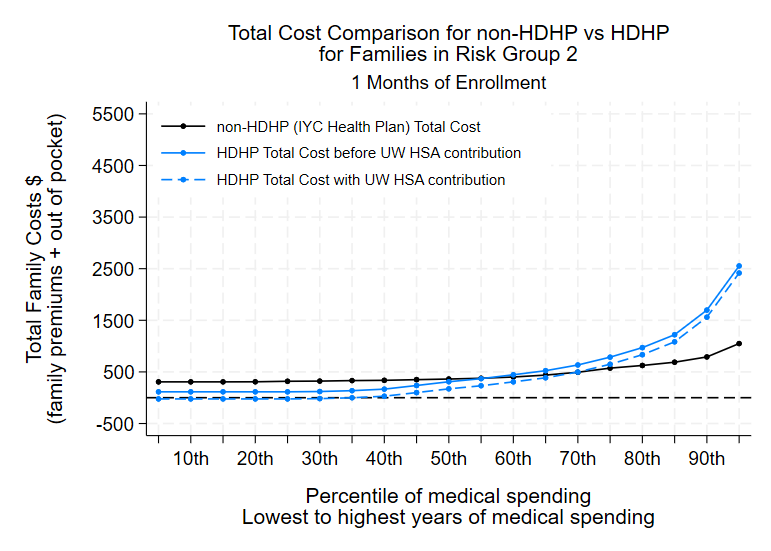 Total Cost Comparison for non-HDHP vs HDHP
for Families in Risk Group 2
1 Months of Enrollment
Total Family Costs $
(family premiums + out of pocket)
5500
4500
3500
2500
1500
500
-500
non-HDHP (IYC Health Plan) Total Cost
HDHP Total Cost before UW HSA contribution
HDHP Total Cost with UW HSA contribution
10th 20th 30th 40th 50th 60th 70th 80th 90th
Percentile of medical spending
Lowest to highest years of medical spending